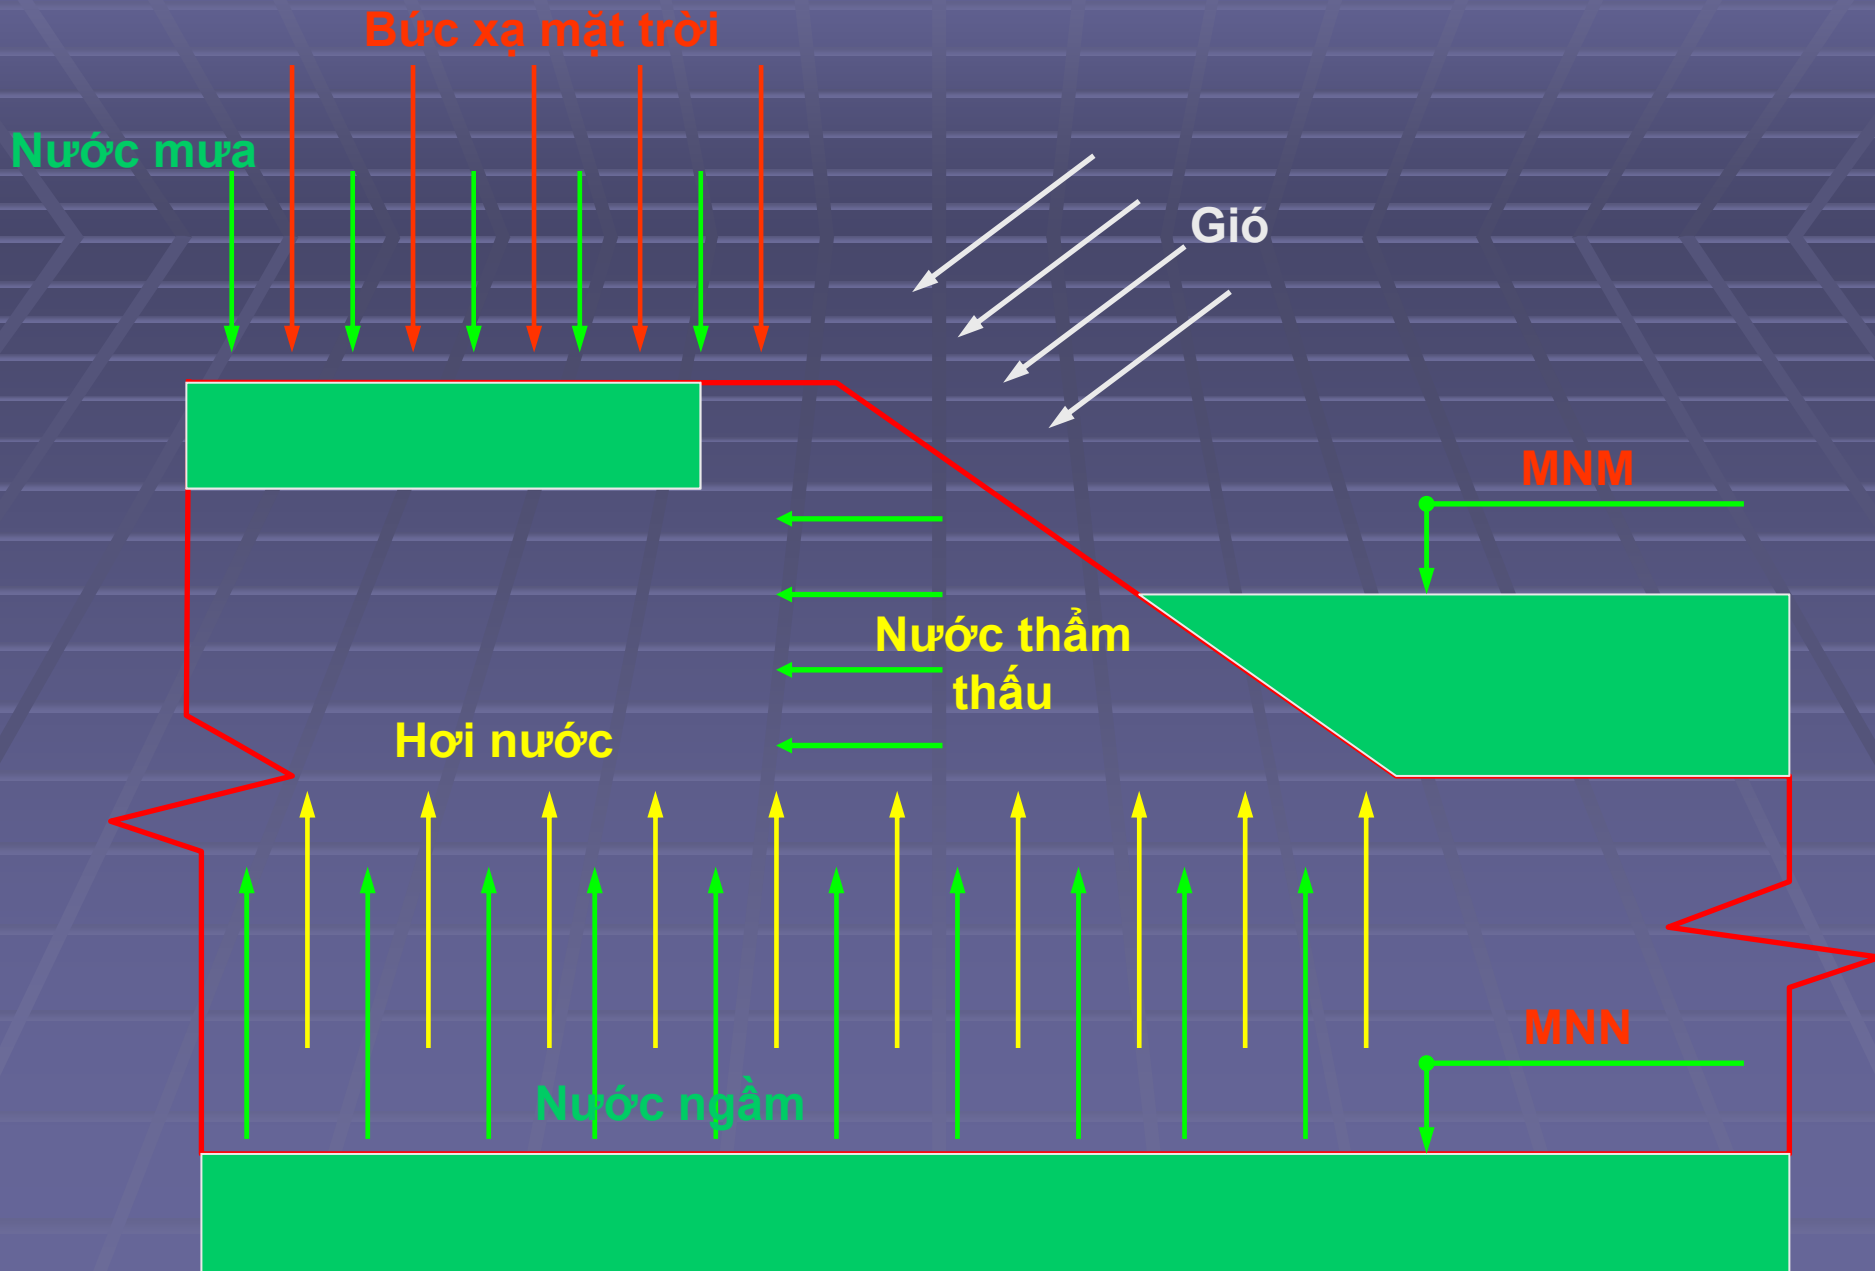 Bức xạ mặt trời
Nước mưa
Gió
MNM
Nước thẩm
thấu
Hơi nước
MNN
Nước ngầm